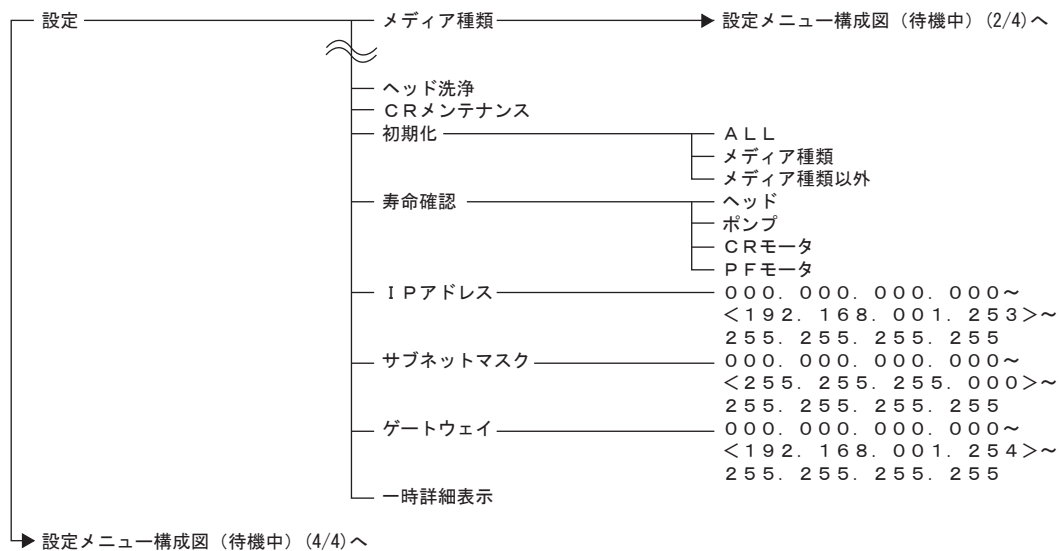 設定
メディア種類
設定メニュー構成図（待機中）(2/4)へ
ヘッド洗浄
ＣＲメンテナンス
初期化
ＡＬＬ
メディア種類
メディア種類以外
寿命確認
ヘッド
ポンプ
ＣＲモータ
ＰＦモータ
ＩＰアドレス
０００．０００．０００．０００～
＜１９２．１６８．００１．２５３＞～
２５５．２５５．２５５．２５５
サブネットマスク
０００．０００．０００．０００～
＜２５５．２５５．２５５．０００＞～
２５５．２５５．２５５．２５５
ゲートウェイ
０００．０００．０００．０００～
＜１９２．１６８．００１．２５４＞～
２５５．２５５．２５５．２５５
一時詳細表示
設定メニュー構成図（待機中）(4/4)へ